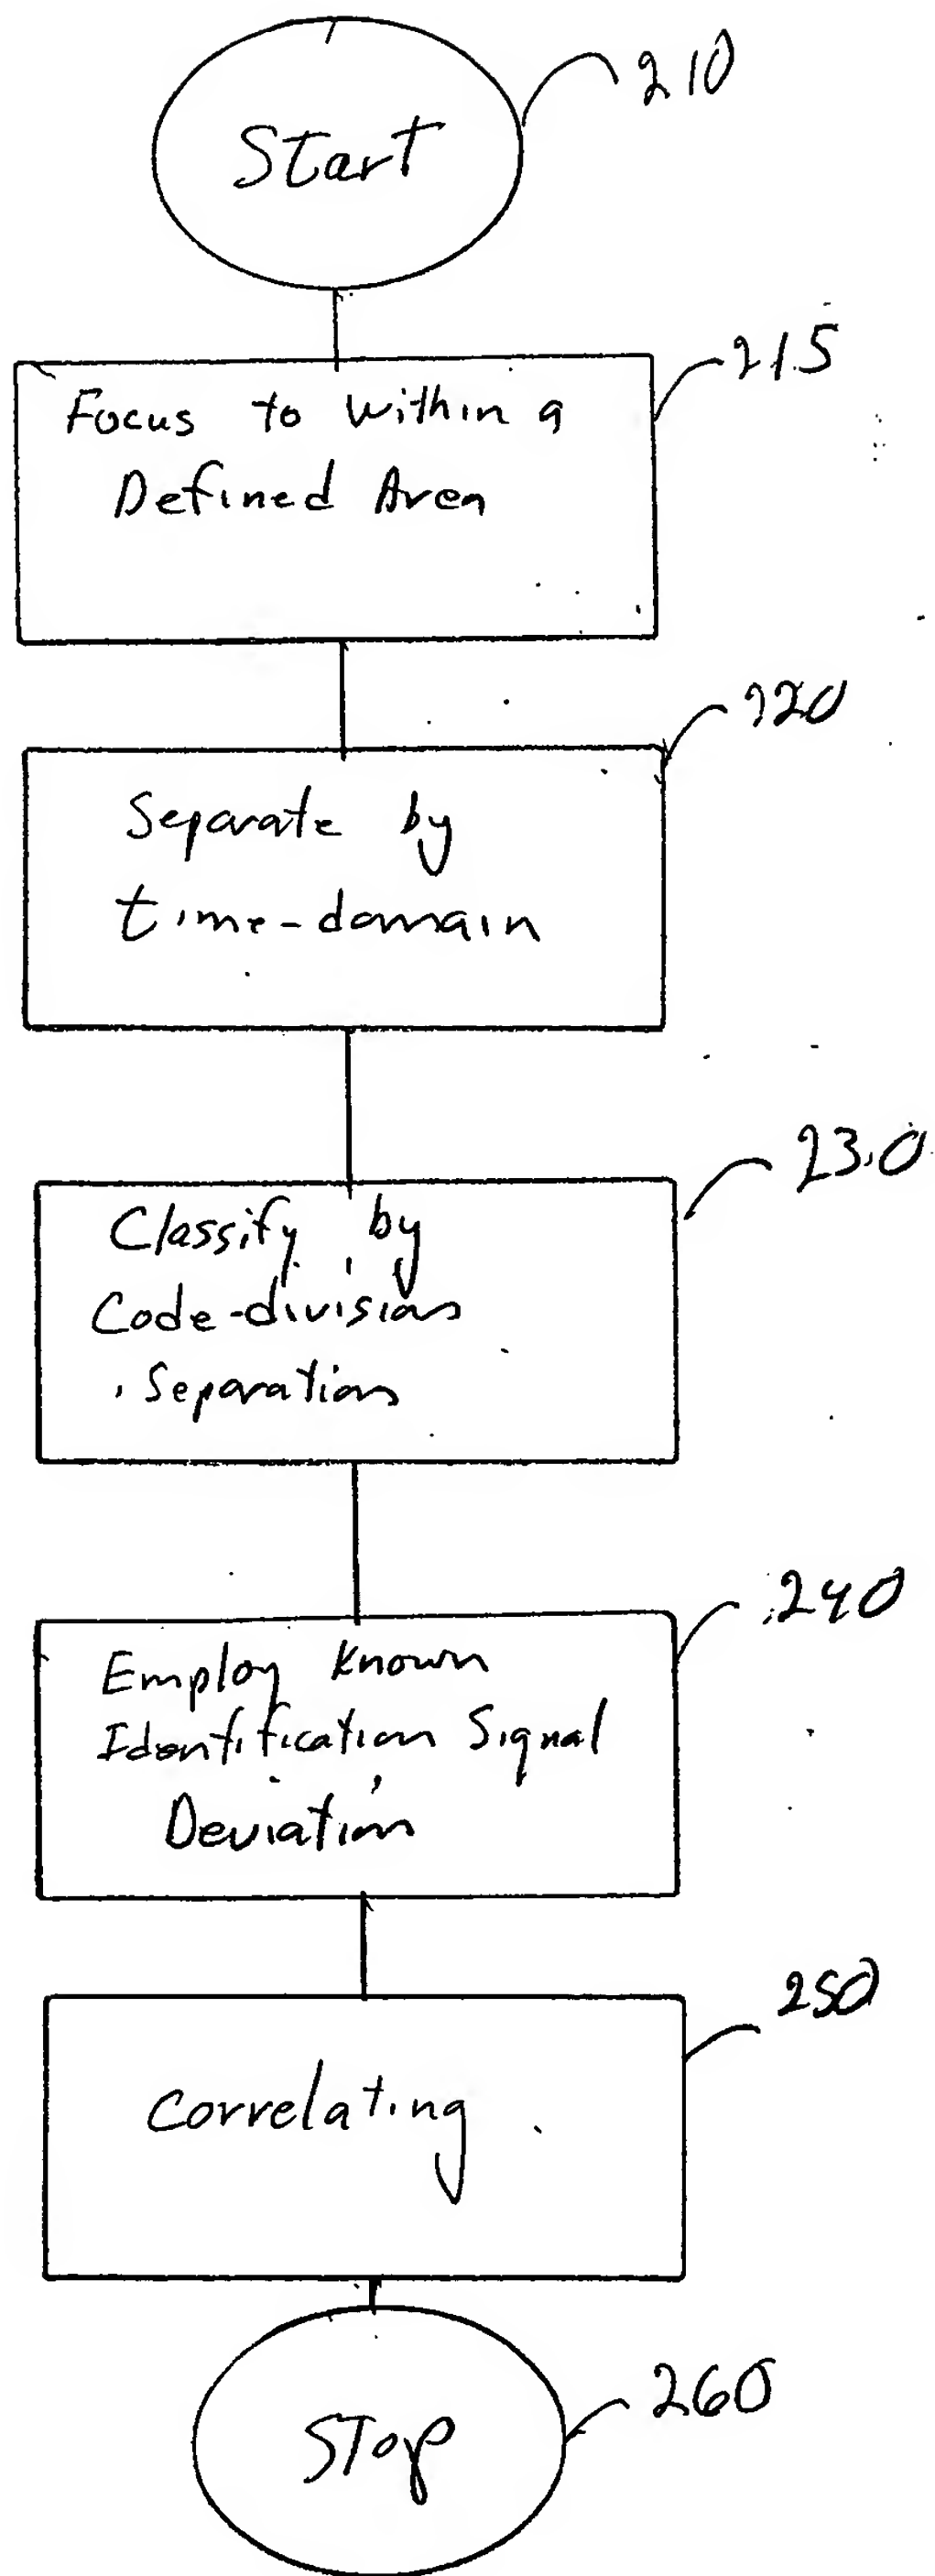 Start
210
215
Focus to within a
Defined Area
220
Separate by
time-domain
230
Classify by
Code-division
Separation
240
Employ Known
Identification Signal
Deviation
250
Correlating
260
Stop